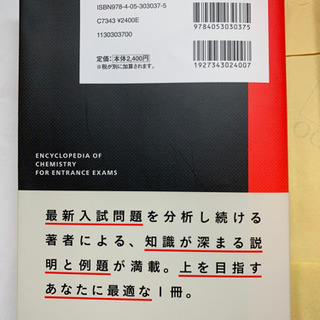 ISBN978-4-05-303037-5
C7343 ¥2400E
1130303700
定価：本体2,400円
※税が別に加算されます。
9784053030375
1927343024007
ENCYCLOPEDIA OF
CHEMISTRY
FOR ENTRANCE EXAMS
最新入試問題を分析し続ける
著者による、知識が深まる説
明と例題が満載。上を目指す
あなたに最適な1冊。